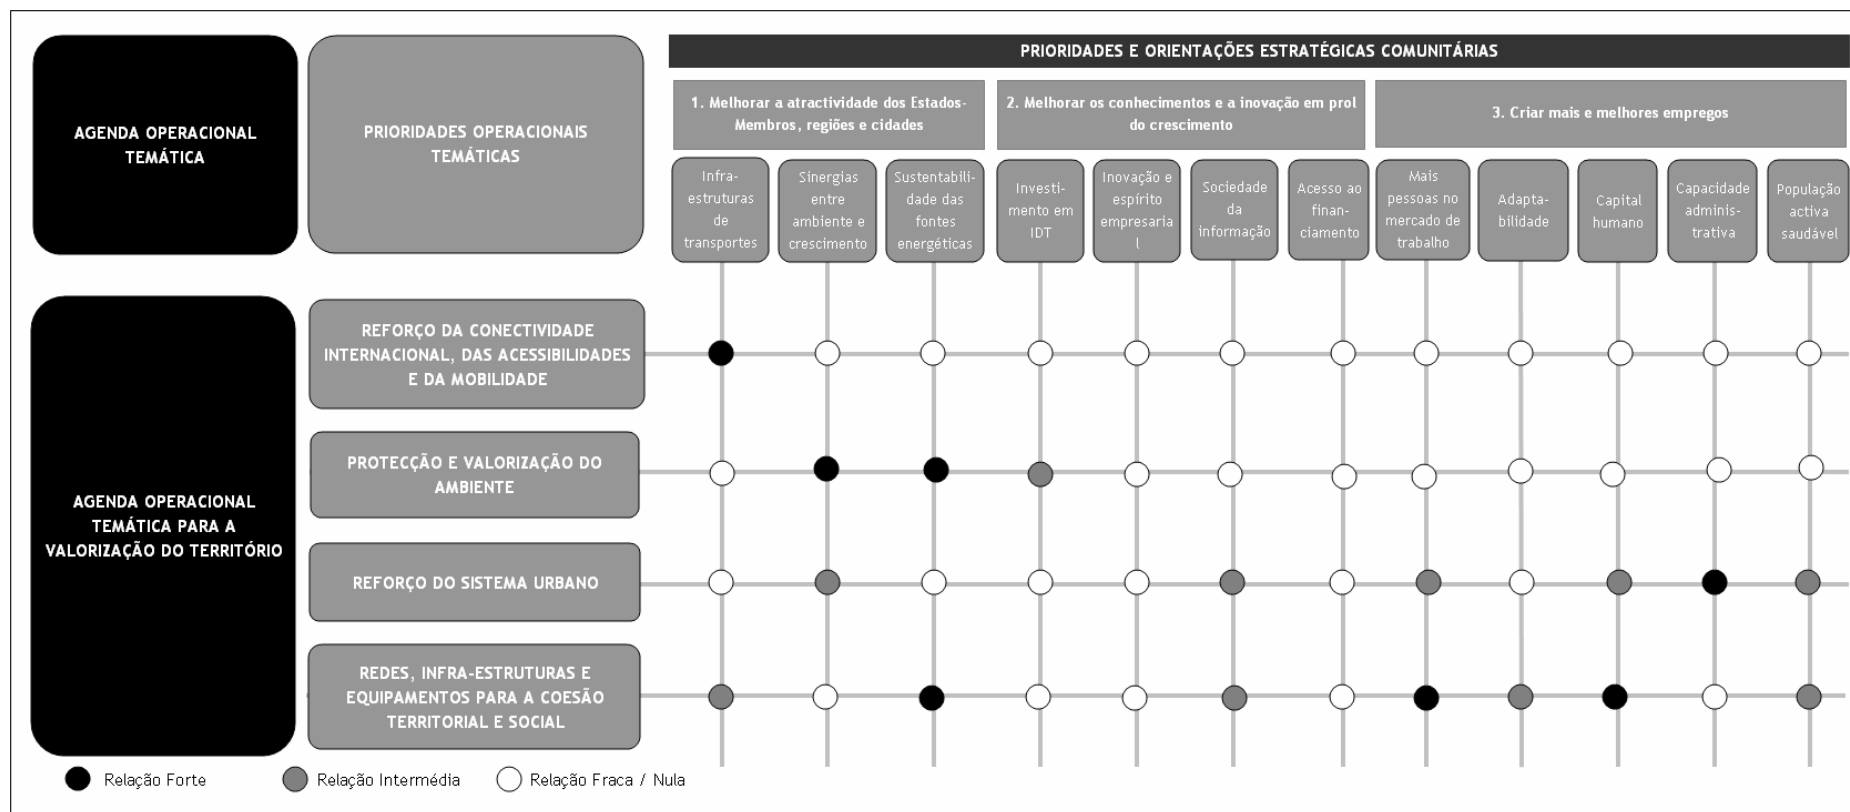 AGENDA OPERACIONAL
TEMÁTICA
PRIORIDADES OPERACIONAIS
TEMÁTICAS
PRIORIDADES E ORIENTAÇÕES ESTRATÉGICAS COMUNITÁRIAS
1. Melhorar a atractividade dos Estados-
Membros, regiões e cidades
2. Melhorar os conhecimentos e a inovação em prol
do crescimento
3. Criar mais e melhores empregos
Infra-
estruturas
de
transportes
Sinergias
entre
ambiente e
crescimento
Sustentabili-
dade das
fontes
energéticas
Investi-
mento em
IDT
Inovação e
espírito
empresaria
l
Sociedade
da
informação
Acesso ao
finan-
ciamento
Mais
pessoas no
mercado de
trabalho
Adapta-
bilidade
Capital
humano
Capacidade
adminis-
trativa
População
activa
saudável
AGENDA OPERACIONAL
TEMÁTICA PARA A
VALORIZAÇÃO DO TERRITÓRIO
REFORÇO DA CONECTIVIDADE
INTERNACIONAL, DAS ACESSIBILIDADES
E DA MOBILIDADE
PROTECÇÃO E VALORIZAÇÃO DO
AMBIENTE
REFORÇO DO SISTEMA URBANO
REDES, INFRA-ESTRUTURAS E
EQUIPAMENTOS PARA A COESÃO
TERRITORIAL E SOCIAL
Relação Forte
Relação Intermédia
Relação Fraca / Nula